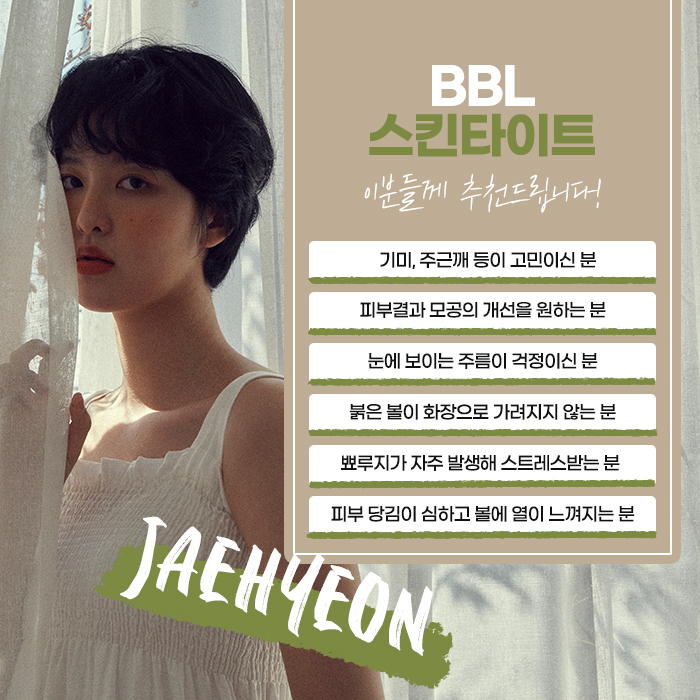 BBL
스킨타이트
이분들께 추천드립니다!
기미, 주근깨 등이 고민이신 분
피부결과 모공의 개선을 원하는 분
눈에 보이는 주름이 걱정이신 분
붉은 볼이 화장으로 가려지지 않는 분
뾰루지가 자주 발생해 스트레스받는 분
피부 당김이 심하고 볼에 열이 느껴지는 분
JAEHYEON